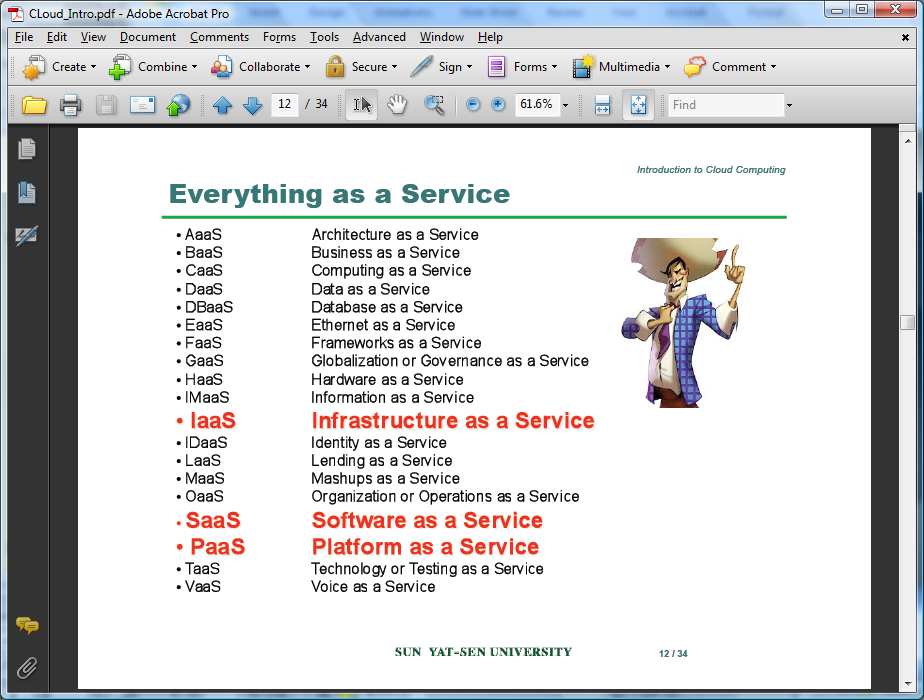 CLoud_Intro.pdf - Adobe Acrobat Pro
File Edit View Document Comments Forms Tools Advanced Window Help
Create Combine Collaborate Secure Sign Forms Multimedia Comment
12 / 34 61.6% Find
Introduction to Cloud Computing
Everything as a Service
• AaaS Architecture as a Service
• BaaS Business as a Service
• CaaS Computing as a Service
• DaaS Data as a Service
• DBaaS Database as a Service
• EaaS Ethernet as a Service
• FaaS Frameworks as a Service
• GaaS Globalization or Governance as a Service
• HaaS Hardware as a Service
• IMaaS Information as a Service
• IaaS Infrastructure as a Service
• IDaaS Identity as a Service
• LaaS Lending as a Service
• MaaS Mashups as a Service
• OaaS Organization or Operations as a Service
• SaaS Software as a Service
• PaaS Platform as a Service
• TaaS Technology or Testing as a Service
• VaaS Voice as a Service
SUN YAT-SEN UNIVERSITY 12 / 34